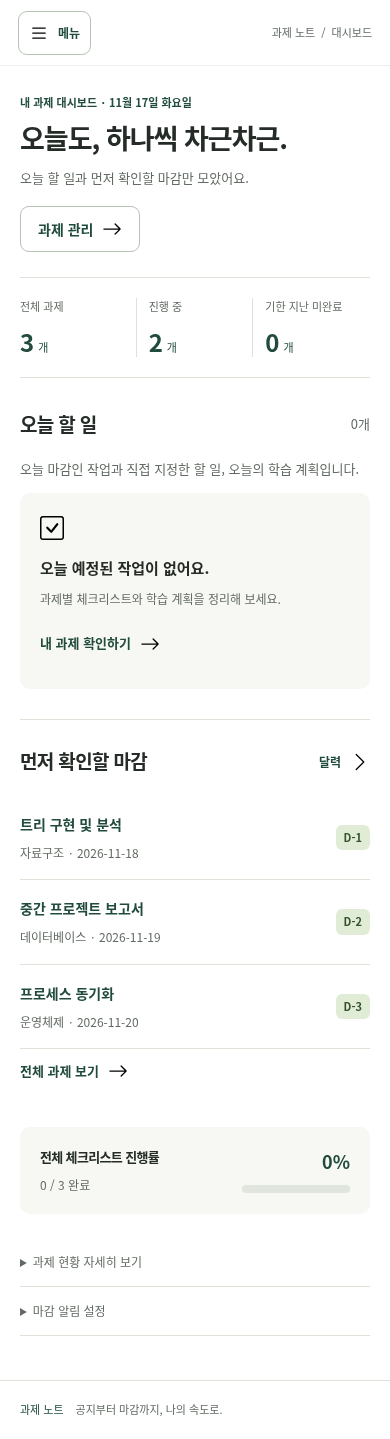 메뉴
과제 노트 / 대시보드
내 과제 대시보드 · 11월 17일 화요일
오늘도, 하나씩 차근차근.
오늘 할 일과 먼저 확인할 마감만 모았어요.
과제 관리
전체 과제 진행 중 기한 지난 미완료
3 개 2 개 0 개
오늘 할 일 0개
오늘 마감인 작업과 직접 지정한 할 일, 오늘의 학습 계획입니다.
오늘 예정된 작업이 없어요.
과제별 체크리스트와 학습 계획을 정리해 보세요.
내 과제 확인하기
먼저 확인할 마감 달력
트리 구현 및 분석
자료구조 · 2026-11-18
D-1
중간 프로젝트 보고서
데이터베이스 · 2026-11-19
D-2
프로세스 동기화
운영체제 · 2026-11-20
D-3
전체 과제 보기
전체 체크리스트 진행률
0 / 3 완료
0%
과제 현황 자세히 보기
마감 알림 설정
과제 노트 공지부터 마감까지, 나의 속도로.